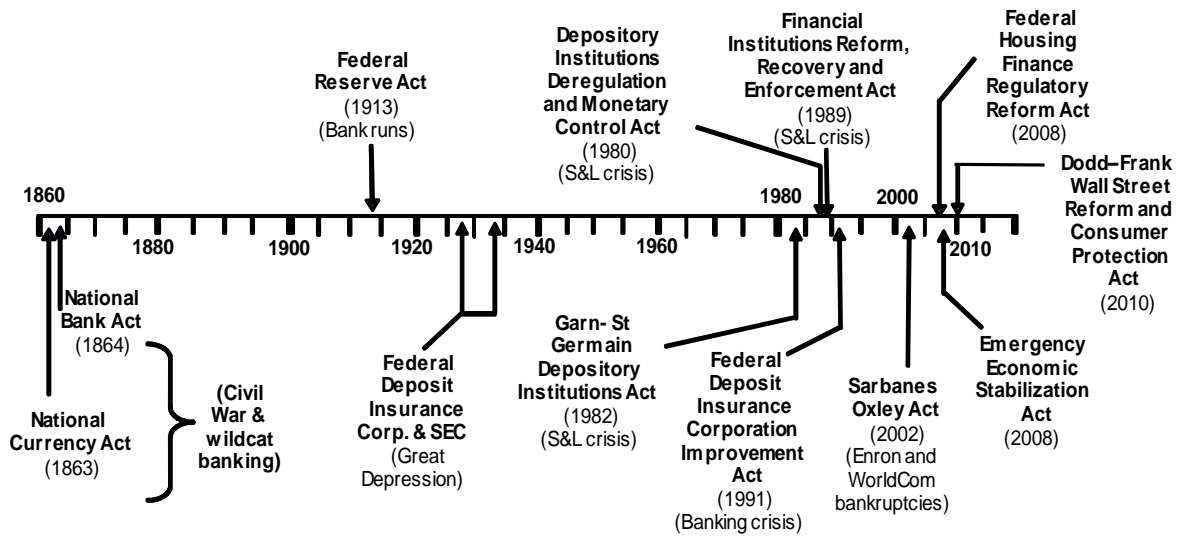 Federal
Reserve Act
(1913)
(Bank runs)
Depository
Institutions
Deregulation
and Monetary
Control Act
(1980)
(S&L crisis)
Financial
Institutions Reform,
Recovery and
Enforcement Act
(1989)
(S&L crisis)
Federal
Housing
Finance
Regulatory
Reform Act
(2008)
Dodd–Frank
Wall Street
Reform and
Consumer
Protection
Act
(2010)
1860
1980
2000
1880
1900
1920
1940
1960
2010
National
Bank Act
(1864)
National
Currency Act
(1863)
(Civil
War &
wildcat
banking)
Federal
Deposit
Insurance
Corp. & SEC
(Great
Depression)
Garn- St
Germain
Depository
Institutions Act
(1982)
(S&L crisis)
Federal
Deposit
Insurance
Corporation
Improvement
Act
(1991)
(Banking crisis)
Sarbanes
Oxley Act
(2002)
(Enron and
WorldCom
bankruptcies)
Emergency
Economic
Stabilization
Act
(2008)